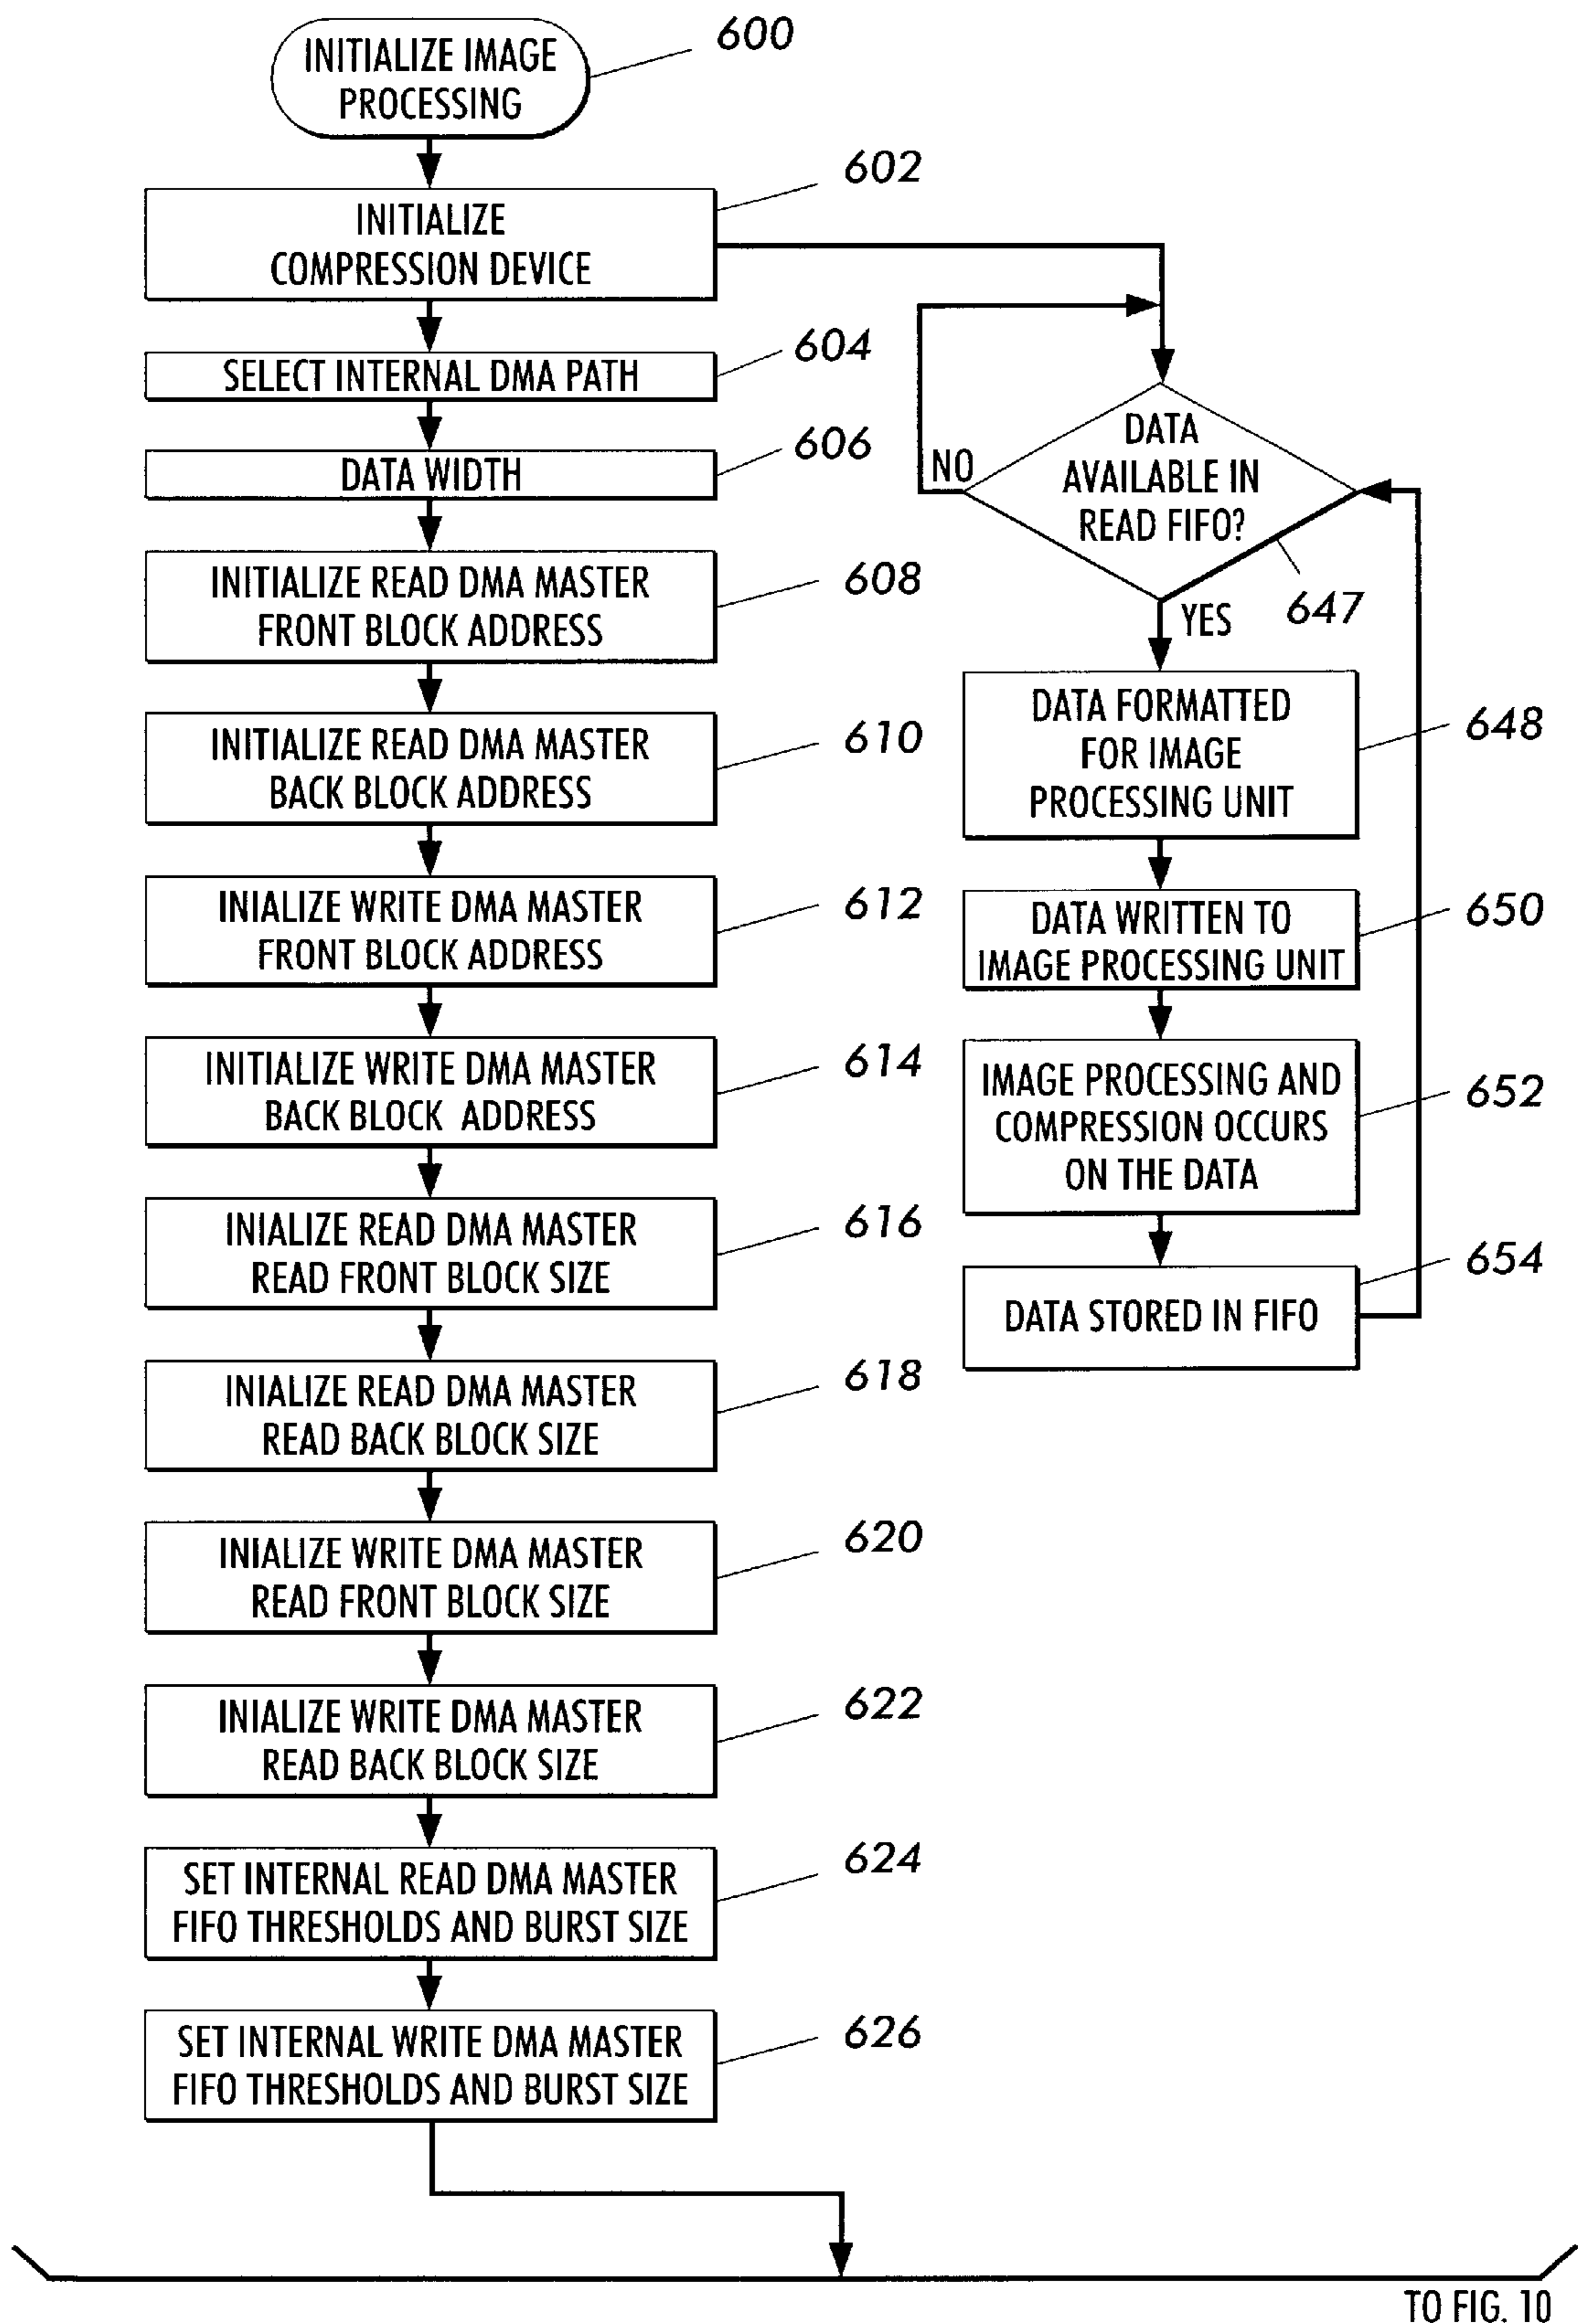 INITIALIZE IMAGE
PROCESSING
600
INITIALIZE
COMPRESSION DEVICE
602
SELECT INTERNAL DMA PATH
604
DATA WIDTH
606
INITIALIZE READ DMA MASTER
FRONT BLOCK ADDRESS
608
INITIALIZE READ DMA MASTER
BACK BLOCK ADDRESS
610
INIALIZE WRITE DMA MASTER
FRONT BLOCK ADDRESS
612
INITIALIZE WRITE DMA MASTER
BACK BLOCK ADDRESS
614
INIALIZE READ DMA MASTER
READ FRONT BLOCK SIZE
616
INIALIZE READ DMA MASTER
READ BACK BLOCK SIZE
618
INIALIZE WRITE DMA MASTER
READ FRONT BLOCK SIZE
620
INIALIZE WRITE DMA MASTER
READ BACK BLOCK SIZE
622
SET INTERNAL READ DMA MASTER
FIFO THRESHOLDS AND BURST SIZE
624
SET INTERNAL WRITE DMA MASTER
FIFO THRESHOLDS AND BURST SIZE
626
DATA
AVAILABLE IN
READ FIFO?
NO
YES
647
DATA FORMATTED
FOR IMAGE
PROCESSING UNIT
648
DATA WRITTEN TO
IMAGE PROCESSING UNIT
650
IMAGE PROCESSING AND
COMPRESSION OCCURS
ON THE DATA
652
DATA STORED IN FIFO
654
TO FIG. 10